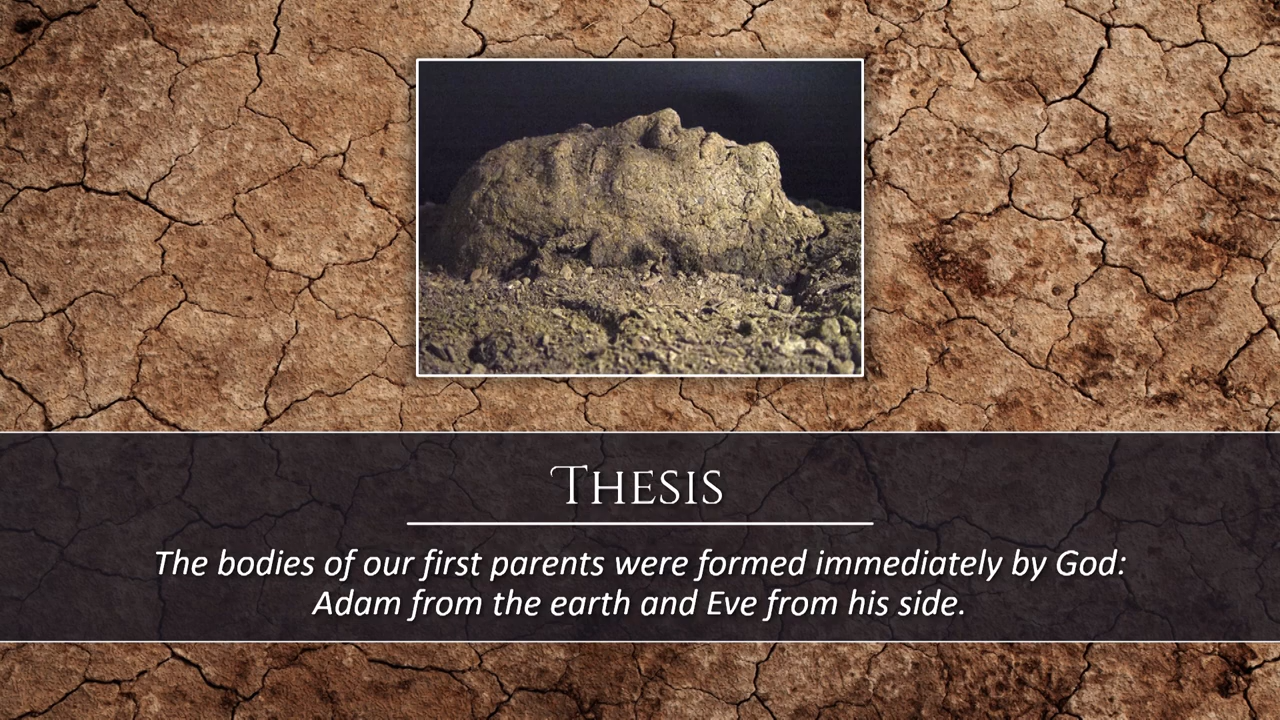 Thesis
The bodies of our first parents were formed immediately by God:
Adam from the earth and Eve from his side.